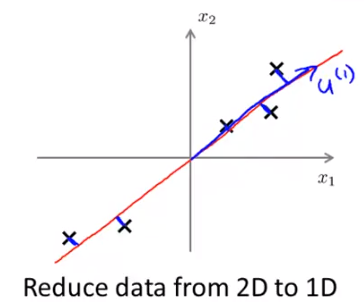 x₂
u⁽¹⁾
x₁
Reduce data from 2D to 1D